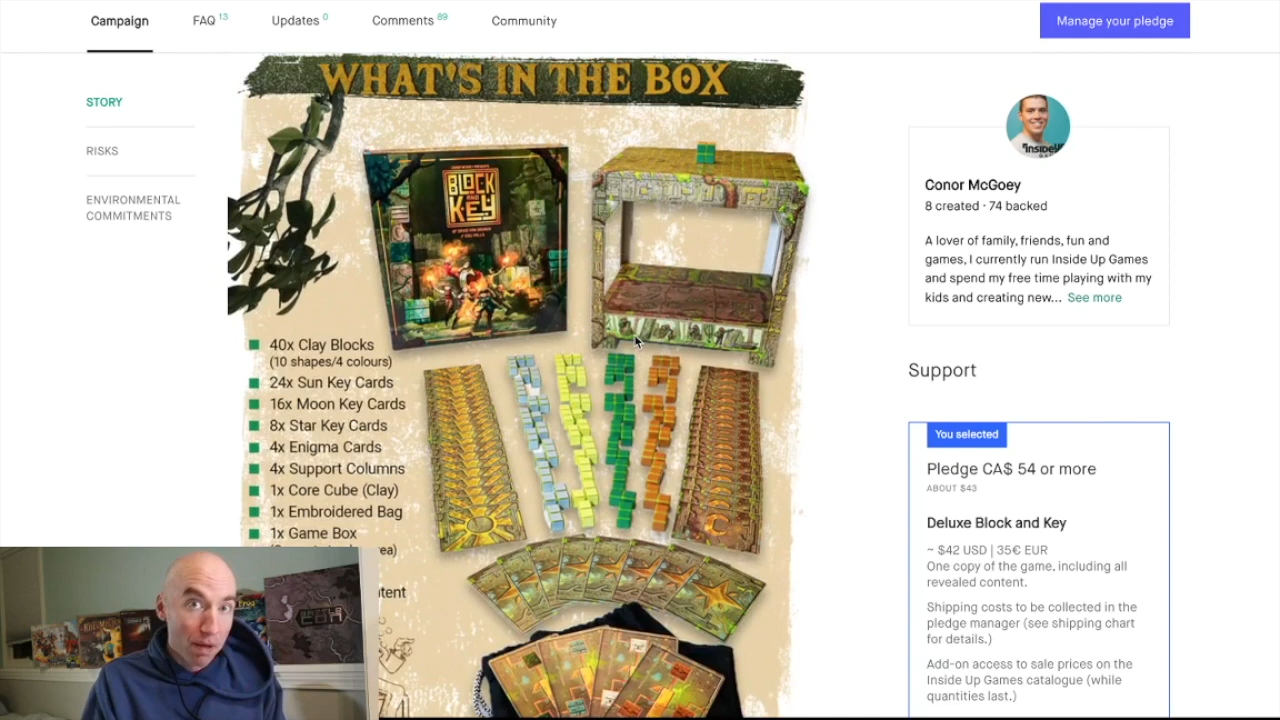 Campaign
FAQ 13
Updates 0
Comments 89
Community
Manage your pledge
STORY
RISKS
ENVIRONMENTAL
COMMITMENTS
WHAT'S IN THE BOX
BLOCK
AND
KEY
40x Clay Blocks
(10 shapes/4 colours)
24x Sun Key Cards
16x Moon Key Cards
8x Star Key Cards
4x Enigma Cards
4x Support Columns
1x Core Cube (Clay)
1x Embroidered Bag
1x Game Box
Conor McGoey
8 created · 74 backed
A lover of family, friends, fun and
games, I currently run Inside Up Games
and spend my free time playing with my
kids and creating new... See more
Support
You selected
Pledge CA$ 54 or more
ABOUT $43
Deluxe Block and Key
~ $42 USD | 35€ EUR
One copy of the game, including all
revealed content.
Shipping costs to be collected in the
pledge manager (see shipping chart
for details.)
Add-on access to sale prices on the
Inside Up Games catalogue (while
quantities last.)